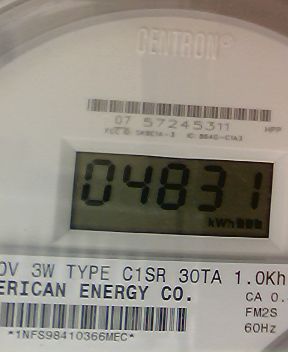 CENTRON®
07 57245311
HPP
04831
kWh
0V 3W TYPE C1SR 30TA 1.0Kh
ERICAN ENERGY CO.
CA 0.
FM2S
60Hz
*1NFS98410366MEC*